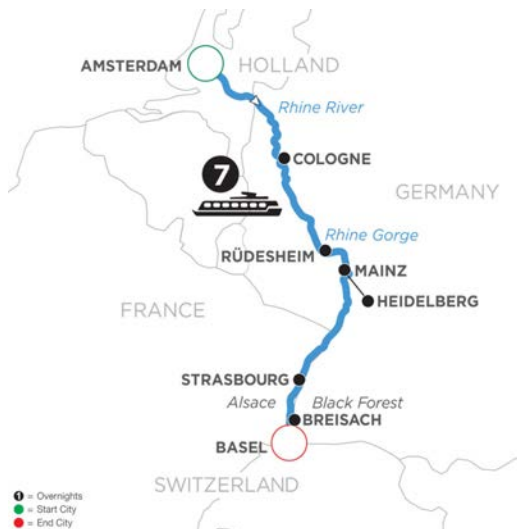 AMSTERDAM
HOLLAND
Rhine River
COLOGNE
7
GERMANY
Rhine Gorge
RÜDESHEIM
MAINZ
HEIDELBERG
FRANCE
STRASBOURG
Alsace
Black Forest
BREISACH
BASEL
SWITZERLAND
1 = Overnights
= Start City
= End City